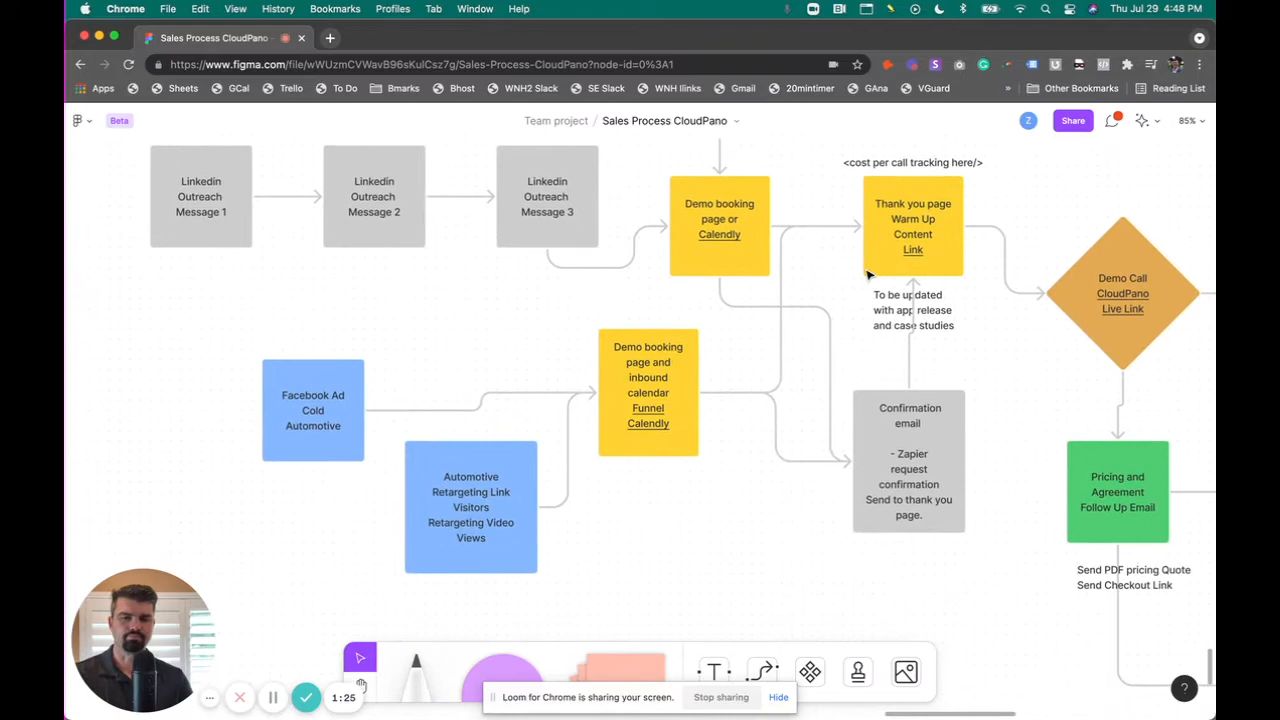 Chrome File Edit View History Bookmarks Profiles Tab Window Help Thu Jul 29 4:48 PM
Sales Process CloudPano
https://www.figma.com/file/wWUzmCVWavB96sKulCsz7g/Sales-Process-CloudPano?node-id=0%3A1
Apps Sheets GCal Trello To Do Bmarks Bhost WNH2 Slack SE Slack WNH llinks Gmail 20mintimer GAna VGuard » Other Bookmarks Reading List
Beta
Team project / Sales Process CloudPano
Z
Share
85%
<cost per call tracking here/>
Linkedin
Outreach
Message 1
Linkedin
Outreach
Message 2
Linkedin
Outreach
Message 3
Demo booking
page or
Calendly
Thank you page
Warm Up
Content
Link
To be updated
with app release
and case studies
Demo Call
CloudPano
Live Link
Demo booking
page and
inbound
calendar
Funnel
Calendly
Facebook Ad
Cold
Automotive
Automotive
Retargeting Link
Visitors
Retargeting Video
Views
Confirmation
email
- Zapier
request
confirmation
Send to thank you
page.
Pricing and
Agreement
Follow Up Email
Send PDF pricing Quote
Send Checkout Link
T
1:25
Loom for Chrome is sharing your screen. Stop sharing Hide
?